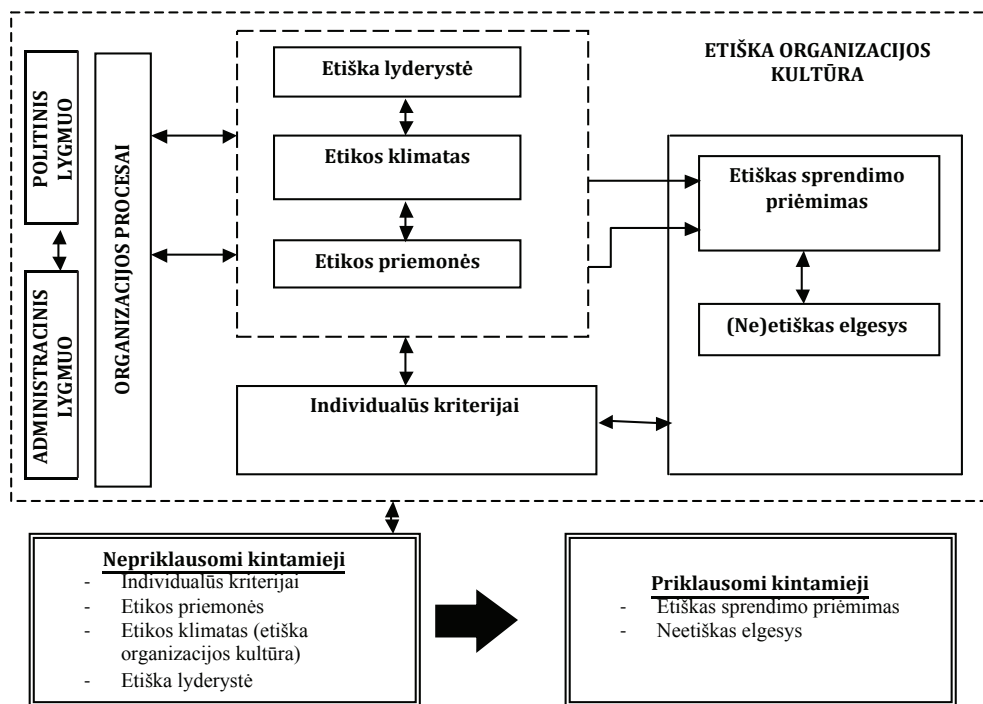 POLITINIS
LYGMUO
ADMINISTRACINIS
LYGMUO
ORGANIZACIJOS PROCESAI
Etiška lyderystė
Etikos klimatas
Etikos priemonės
Individualūs kriterijai
ETIŠKA ORGANIZACIJOS
KULTŪRA
Etiškas sprendimo
priėmimas
(Ne)etiškas elgesys
Nepriklausomi kintamieji
- Individualūs kriterijai
- Etikos priemonės
- Etikos klimatas (etiška
organizacijos kultūra)
- Etiška lyderystė
Priklausomi kintamieji
- Etiškas sprendimo priėmimas
- Neetiškas elgesys